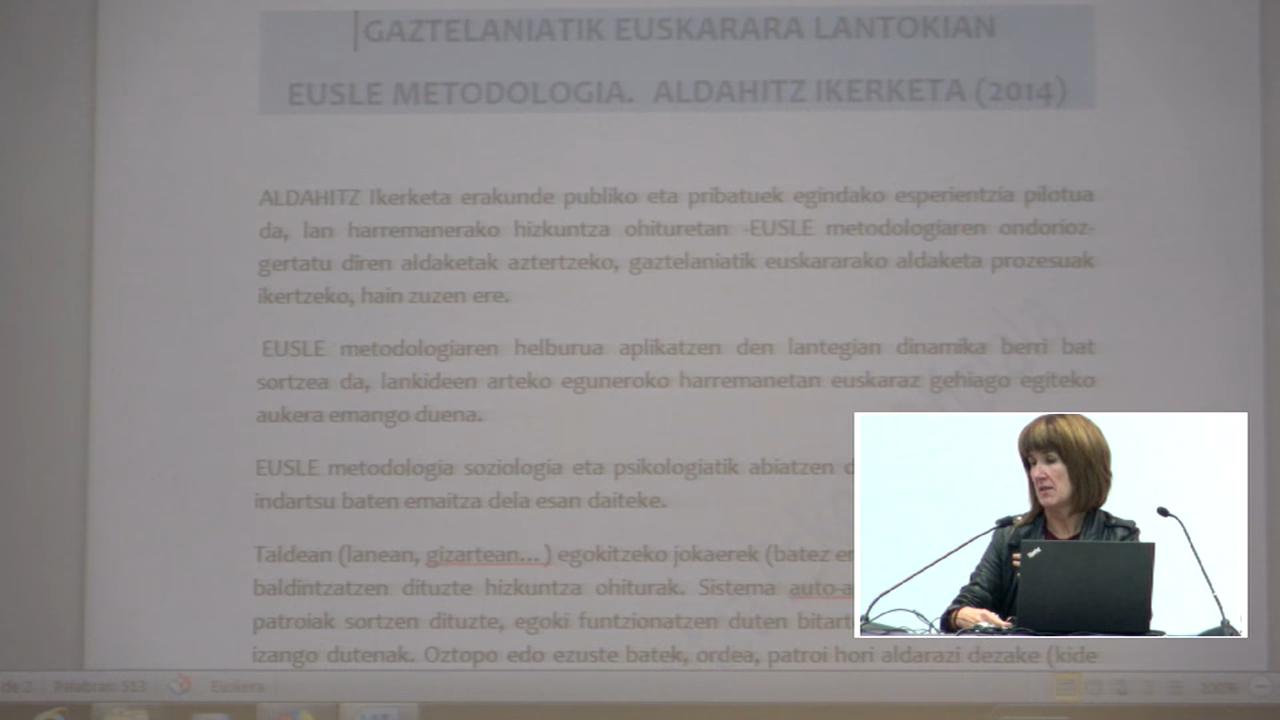 GAZTELANIATIK EUSKARARA LANTOKIAN
EUSLE METODOLOGIA. ALDAHITZ IKERKETA (2014)
ALDAHITZ Ikerketa erakunde publiko eta pribatuek egindako esperientzia pilotua
da, lan harremanerako hizkuntza ohituretan -EUSLE metodologiaren ondorioz-
gertatu diren aldaketak aztertzeko, gaztelaniatik euskararako aldaketa prozesuak
ikertzeko, hain zuzen ere.
EUSLE metodologiaren helburua aplikatzen den lantegian dinamika berri bat
sortzea da, lankideen arteko eguneroko harremanetan euskaraz gehiago egiteko
aukera emango duena.
EUSLE metodologia soziologia eta psikologiatik abiatzen
indartsu baten emaitza dela esan daiteke.
Taldean (lanean, gizartean...) egokitzeko jokaerek (batez
baldintzatzen dituzte hizkuntza ohiturak. Sistema auto-a
patroiak sortzen dituzte, egoki funtzionatzen duten
izango dutenak. Oztopo edo ezuste batek, ordea, patroi hori aldarazi dezake (kide
de 2 Palabras: 513 Euskera 100%